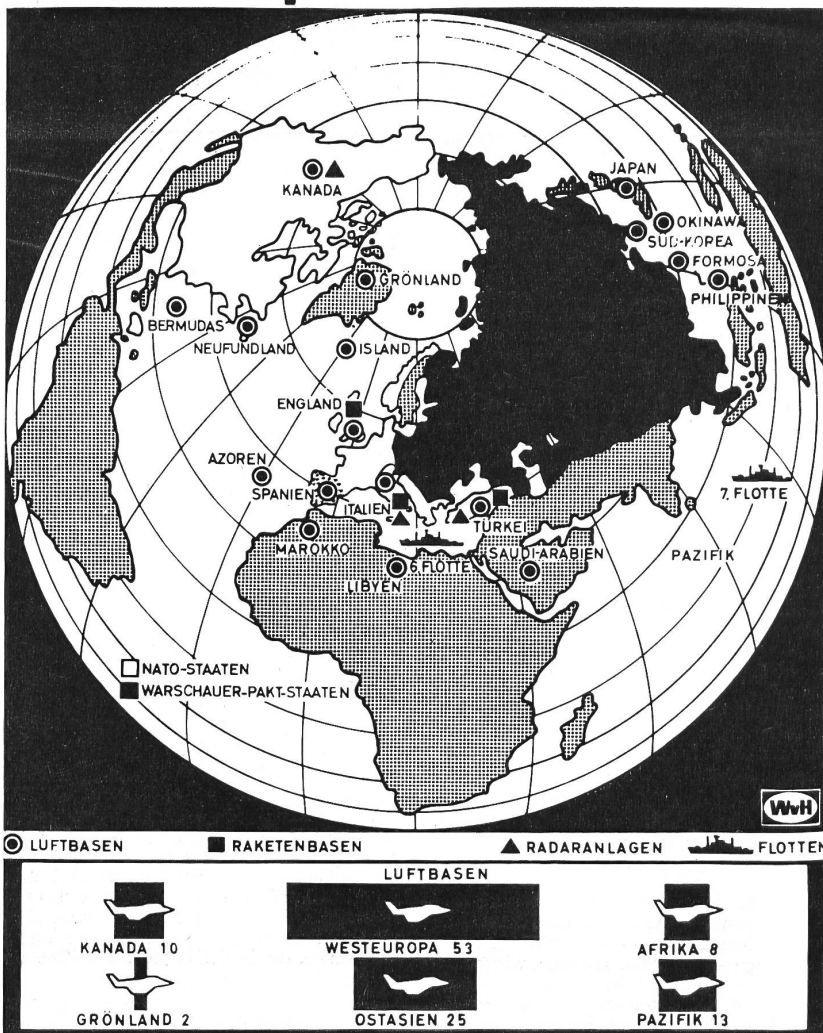 JAPAN
KANADA
OKINAWA
SÜD-KOREA
FORMOSA
GRÖNLAND
PHILIPPINEN
BERMUDAS
NEUFUNDLAND
ISLAND
ENGLAND
AZOREN
SPANIEN
7. FLOTTE
ITALIEN
TÜRKEI
MAROKKO
SAUDI-ARABIEN
PAZIFIK
6. FLOTTE
LIBYEN
NATO-STAATEN
WARSCHAUER-PAKT-STAATEN
WvH
LUFTBASEN RAKETENBASEN RADARANLAGEN FLOTTEN
LUFTBASEN
KANADA 10 WESTEUROPA 53 AFRIKA 8
GRÖNLAND 2 OSTASIEN 25 PAZIFIK 13